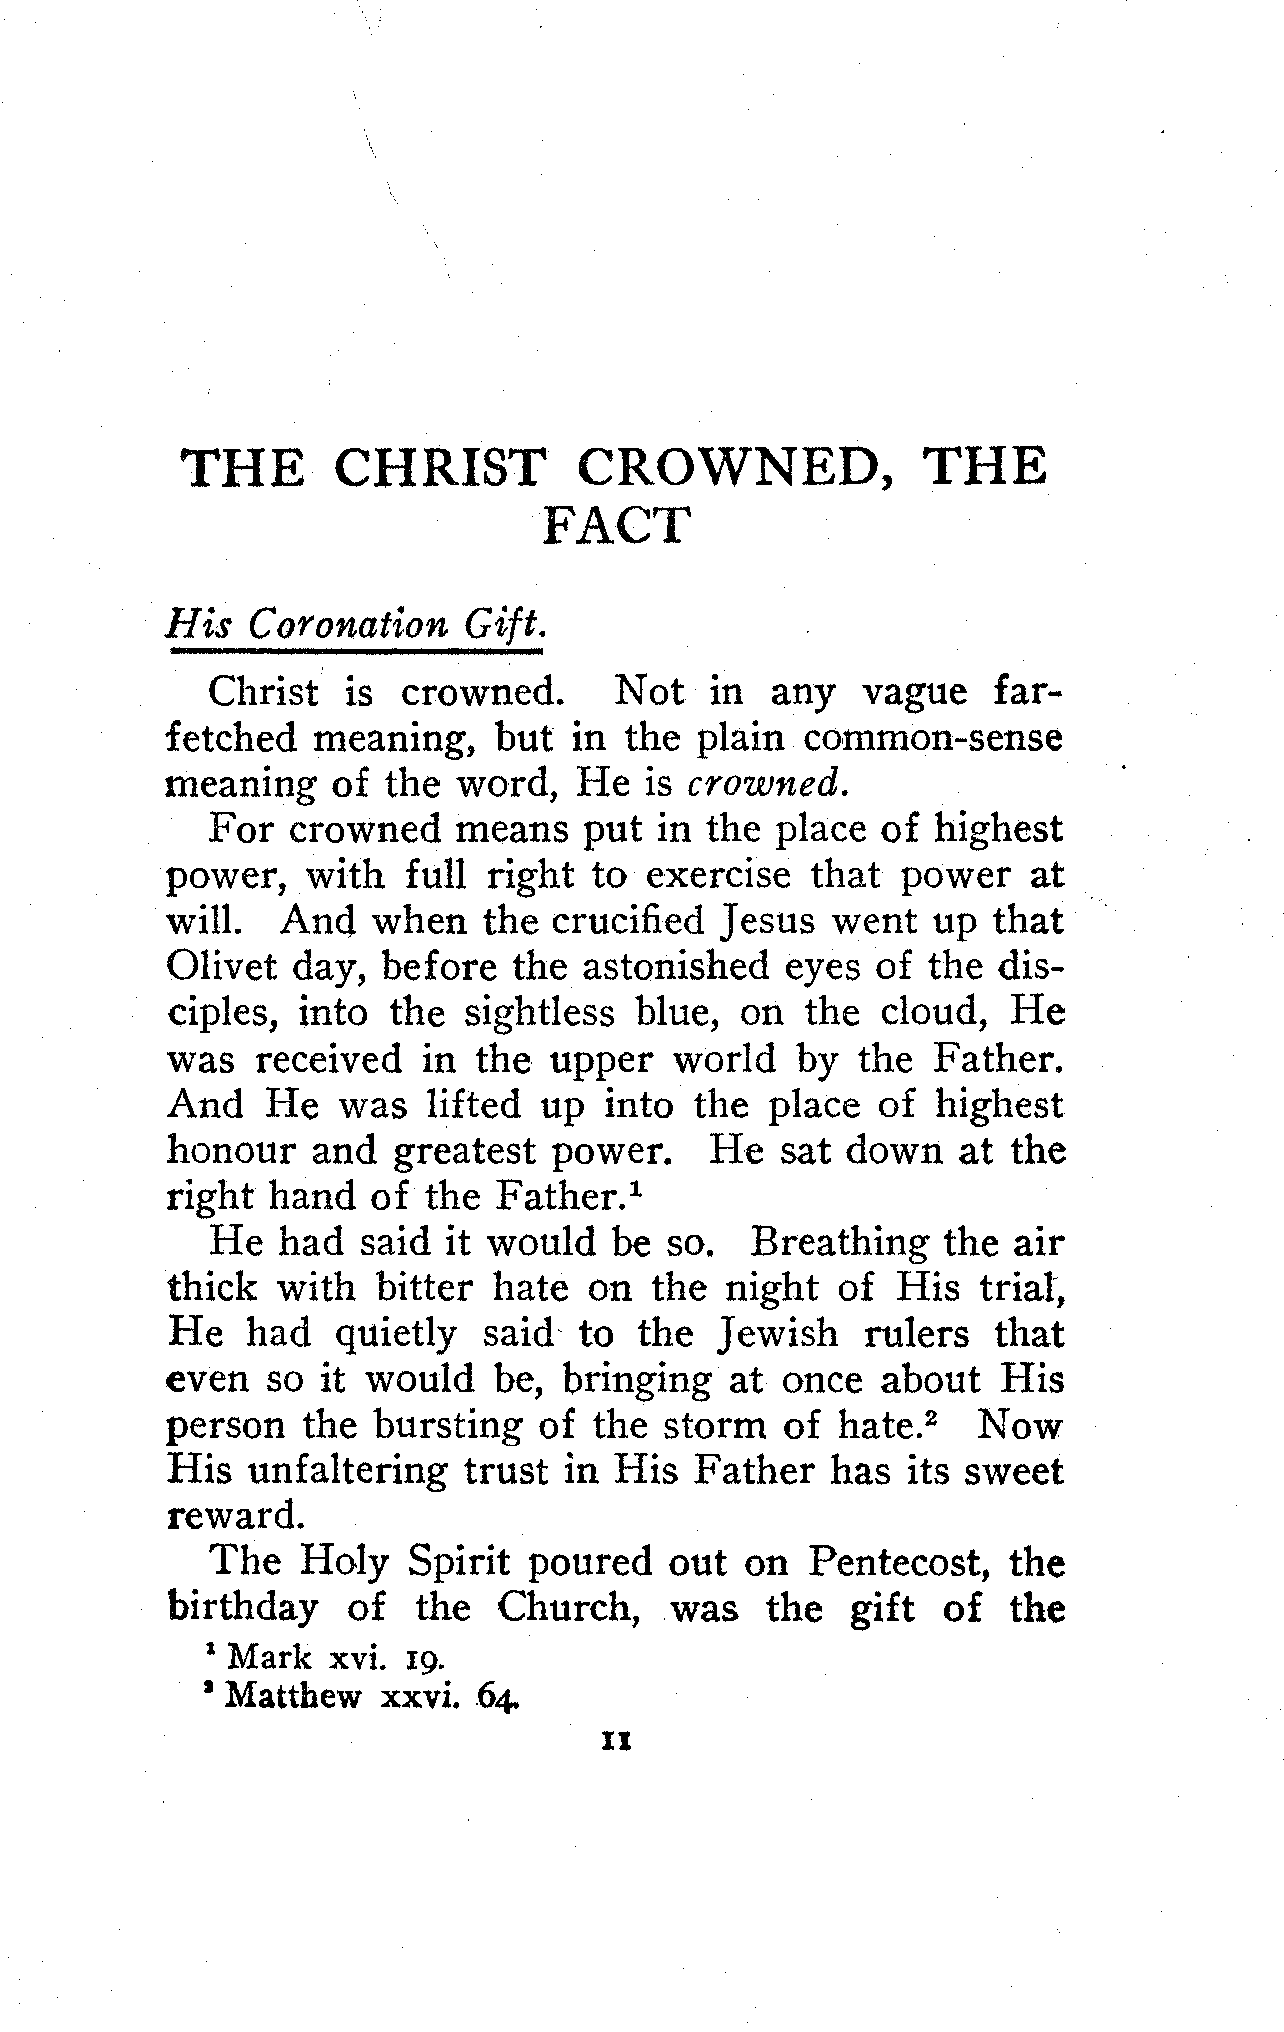 THE CHRIST CROWNED, THE
FACT
His Coronation Gift.
Christ is crowned. Not in any vague far-
fetched meaning, but in the plain common-sense
meaning of the word, He is crowned.
For crowned means put in the place of highest
power, with full right to exercise that power at
will. And when the crucified Jesus went up that
Olivet day, before the astonished eyes of the dis-
ciples, into the sightless blue, on the cloud, He
was received in the upper world by the Father.
And He was lifted up into the place of highest
honour and greatest power. He sat down at the
right hand of the Father.¹
He had said it would be so. Breathing the air
thick with bitter hate on the night of His trial,
He had quietly said to the Jewish rulers that
even so it would be, bringing at once about His
person the bursting of the storm of hate.² Now
His unfaltering trust in His Father has its sweet
reward.
The Holy Spirit poured out on Pentecost, the
birthday of the Church, was the gift of the
¹ Mark xvi. 19.
² Matthew xxvi. 64.
11